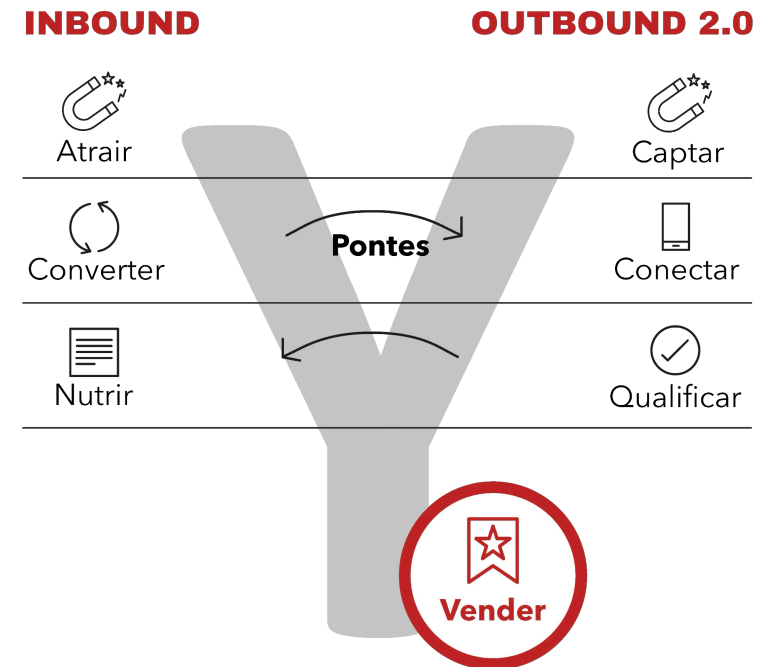 INBOUND
OUTBOUND 2.0
Atrair
Captar
Pontes
Converter
Conectar
Nutrir
Qualificar
Vender